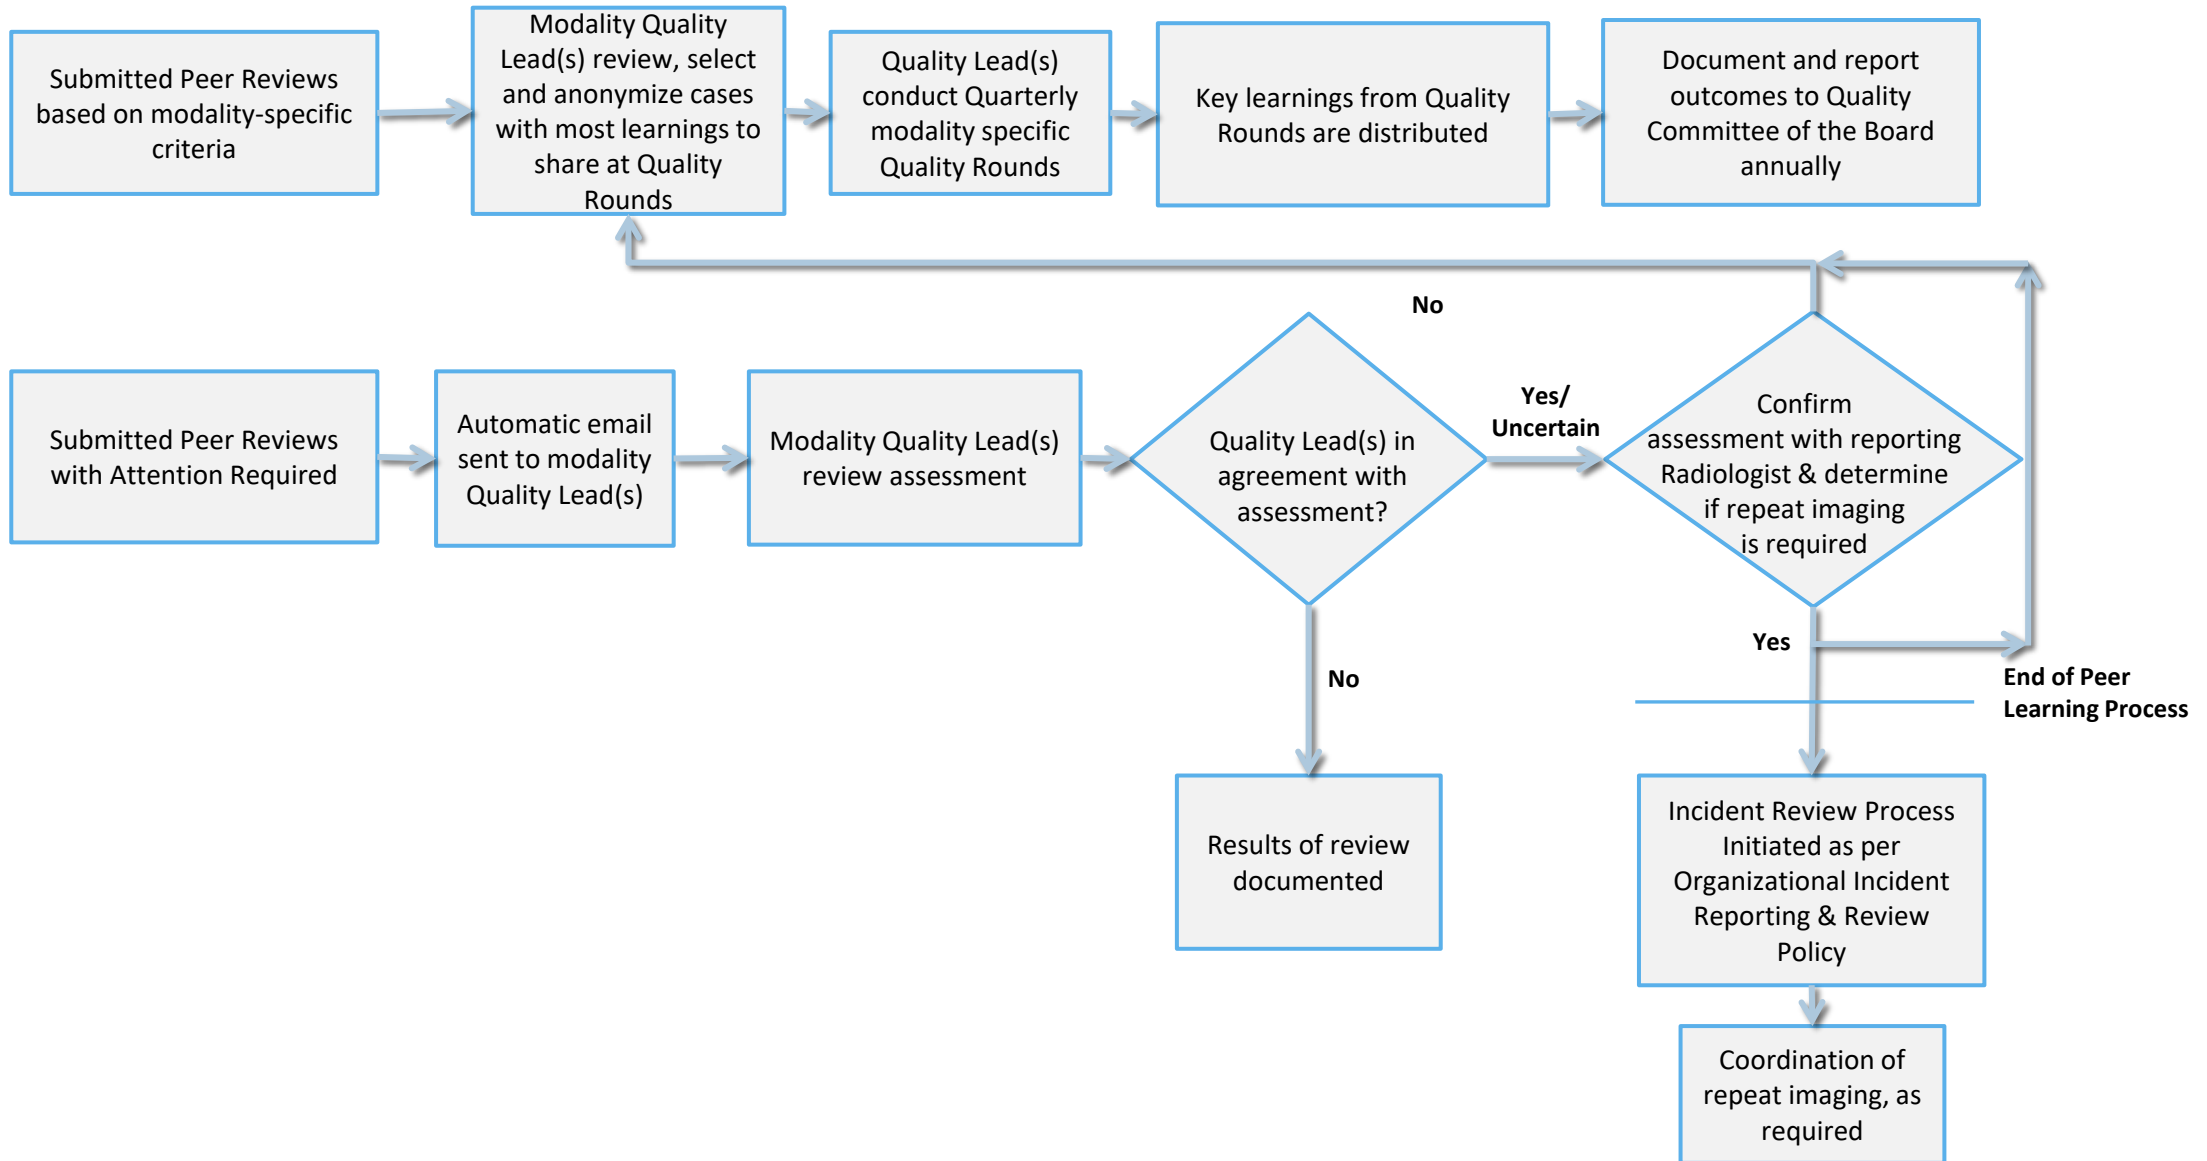 Submitted Peer Reviews
based on modality-specific
criteria
Modality Quality
Lead(s) review, select
and anonymize cases
with most learnings to
share at Quality
Rounds
Quality Lead(s)
conduct Quarterly
modality specific
Quality Rounds
Key learnings from Quality
Rounds are distributed
Document and report
outcomes to Quality
Committee of the Board
annually
No
Submitted Peer Reviews
with Attention Required
Automatic email
sent to modality
Quality Lead(s)
Modality Quality Lead(s)
review assessment
Quality Lead(s) in
agreement with
assessment?
Yes/
Uncertain
Confirm
assessment with reporting
Radiologist & determine
if repeat imaging
is required
No
Yes
End of Peer
Learning Process
Results of review
documented
Incident Review Process
Initiated as per
Organizational Incident
Reporting & Review
Policy
Coordination of
repeat imaging, as
required